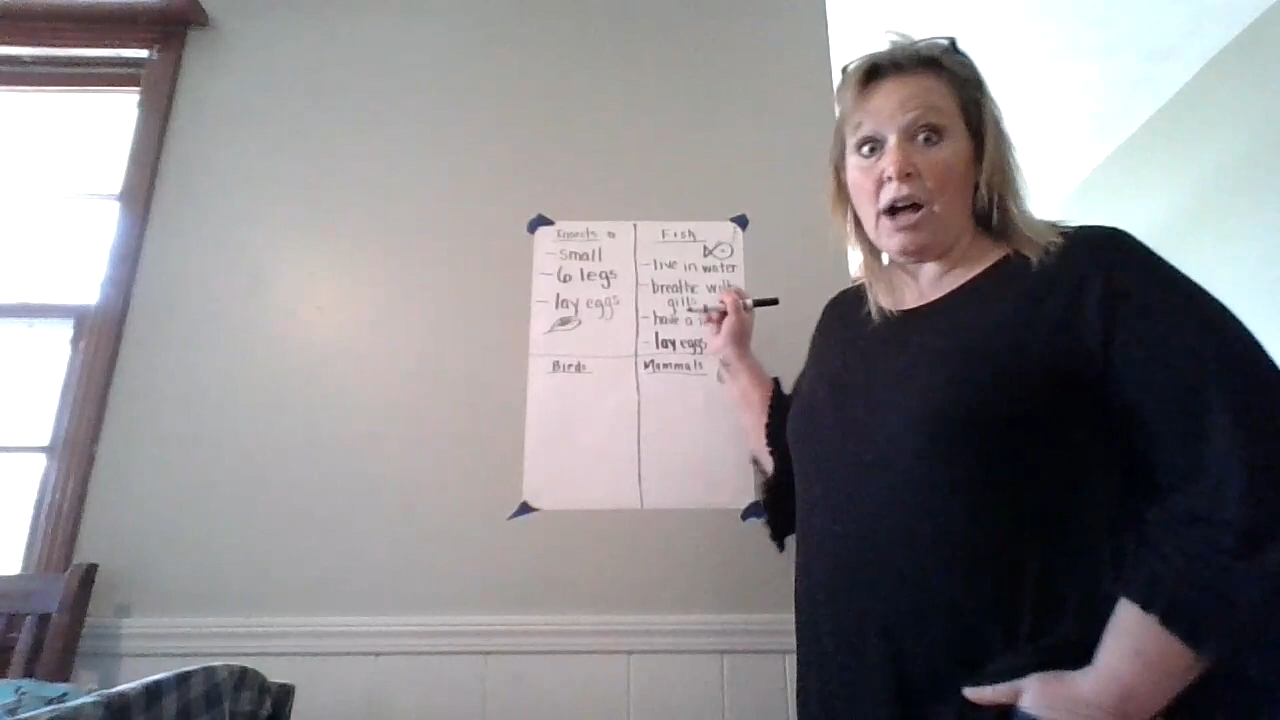 Insects
- small
- 6 legs
- lay eggs
Fish
- live in water
- breathe with
gills
- have a
- lay eggs
Birds
Mammals